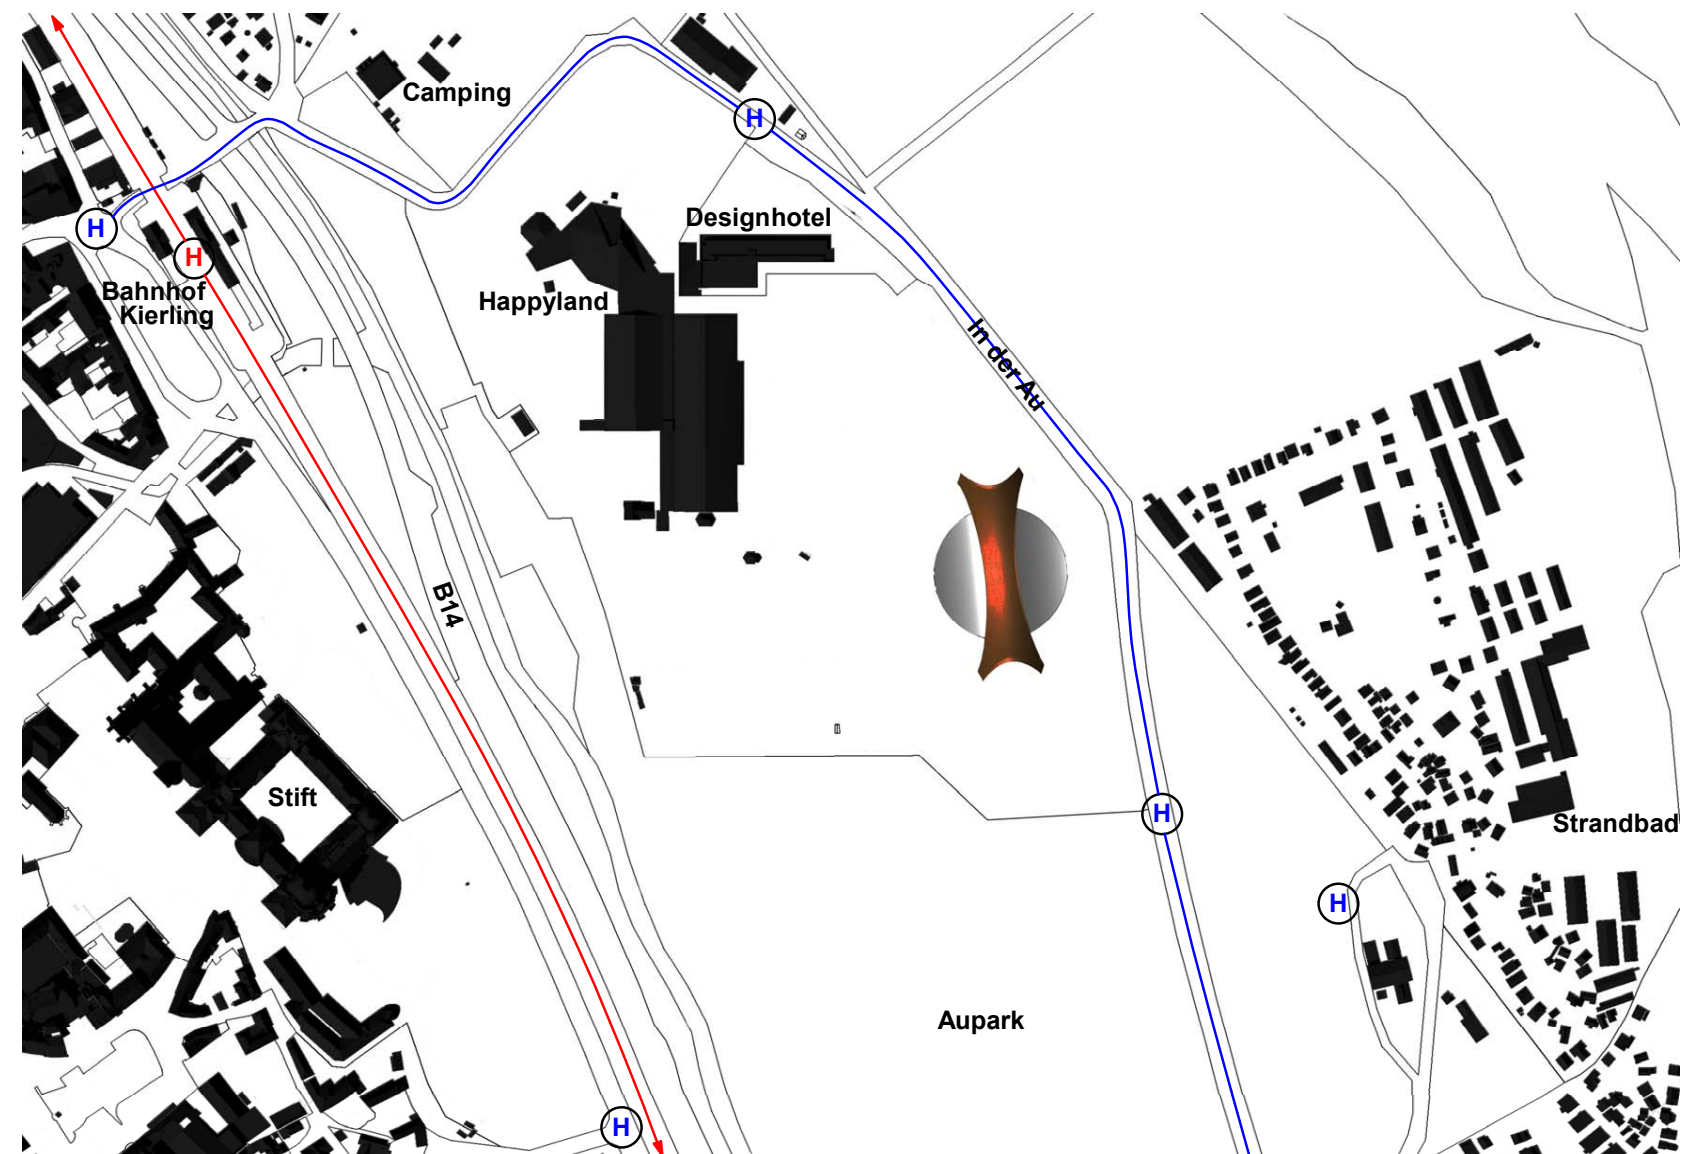 Camping
H
Designhotel
H
H
Bahnhof
Kierling
Happyland
In der Au
B14
Stift
H
Strandbad
H
Aupark
H